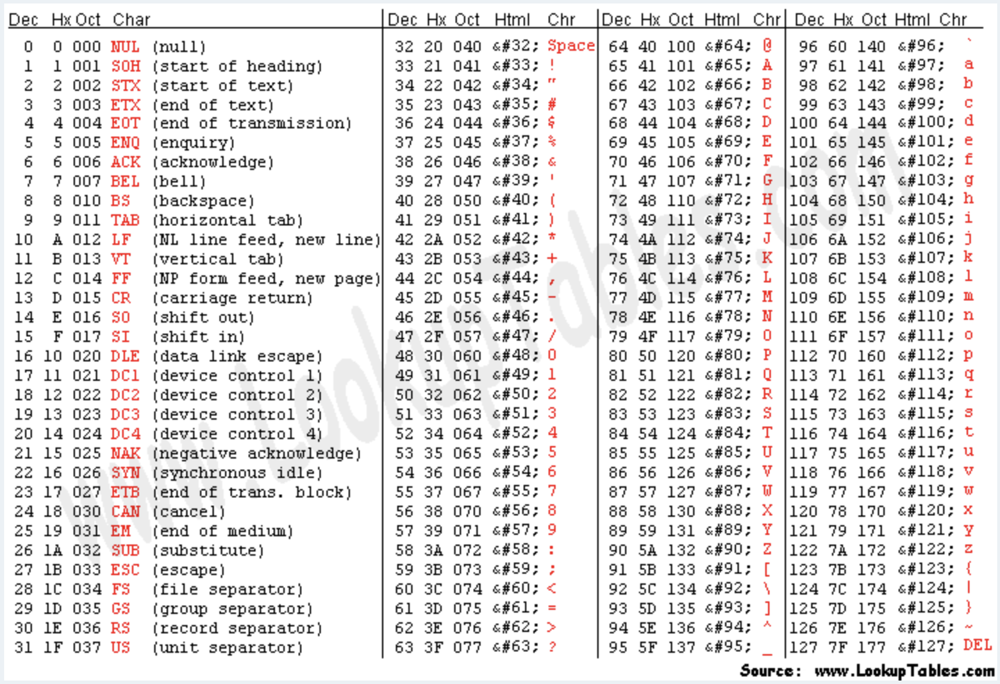 Dec Hx Oct Char Dec Hx Oct Html Chr Dec Hx Oct Html Chr Dec Hx Oct Html Chr
0 0 000 NUL (null) 32 20 040 &#32; Space 64 40 100 &#64; @ 96 60 140 &#96; `
1 1 001 SOH (start of heading) 33 21 041 &#33; ! 65 41 101 &#65; A 97 61 141 &#97; a
2 2 002 STX (start of text) 34 22 042 &#34; " 66 42 102 &#66; B 98 62 142 &#98; b
3 3 003 ETX (end of text) 35 23 043 &#35; # 67 43 103 &#67; C 99 63 143 &#99; c
4 4 004 EOT (end of transmission) 36 24 044 &#36; $ 68 44 104 &#68; D 100 64 144 &#100; d
5 5 005 ENQ (enquiry) 37 25 045 &#37; % 69 45 105 &#69; E 101 65 145 &#101; e
6 6 006 ACK (acknowledge) 38 26 046 &#38; & 70 46 106 &#70; F 102 66 146 &#102; f
7 7 007 BEL (bell) 39 27 047 &#39; ' 71 47 107 &#71; G 103 67 147 &#103; g
8 8 010 BS (backspace) 40 28 050 &#40; ( 72 48 110 &#72; H 104 68 150 &#104; h
9 9 011 TAB (horizontal tab) 41 29 051 &#41; ) 73 49 111 &#73; I 105 69 151 &#105; i
10 A 012 LF (NL line feed, new line) 42 2A 052 &#42; * 74 4A 112 &#74; J 106 6A 152 &#106; j
11 B 013 VT (vertical tab) 43 2B 053 &#43; + 75 4B 113 &#75; K 107 6B 153 &#107; k
12 C 014 FF (NP form feed, new page) 44 2C 054 &#44; , 76 4C 114 &#76; L 108 6C 154 &#108; l
13 D 015 CR (carriage return) 45 2D 055 &#45; - 77 4D 115 &#77; M 109 6D 155 &#109; m
14 E 016 SO (shift out) 46 2E 056 &#46; . 78 4E 116 &#78; N 110 6E 156 &#110; n
15 F 017 SI (shift in) 47 2F 057 &#47; / 79 4F 117 &#79; O 111 6F 157 &#111; o
16 10 020 DLE (data link escape) 48 30 060 &#48; 0 80 50 120 &#80; P 112 70 160 &#112; p
17 11 021 DC1 (device control 1) 49 31 061 &#49; 1 81 51 121 &#81; Q 113 71 161 &#113; q
18 12 022 DC2 (device control 2) 50 32 062 &#50; 2 82 52 122 &#82; R 114 72 162 &#114; r
19 13 023 DC3 (device control 3) 51 33 063 &#51; 3 83 53 123 &#83; S 115 73 163 &#115; s
20 14 024 DC4 (device control 4) 52 34 064 &#52; 4 84 54 124 &#84; T 116 74 164 &#116; t
21 15 025 NAK (negative acknowledge) 53 35 065 &#53; 5 85 55 125 &#85; U 117 75 165 &#117; u
22 16 026 SYN (synchronous idle) 54 36 066 &#54; 6 86 56 126 &#86; V 118 76 166 &#118; v
23 17 027 ETB (end of trans. block) 55 37 067 &#55; 7 87 57 127 &#87; W 119 77 167 &#119; w
24 18 030 CAN (cancel) 56 38 070 &#56; 8 88 58 130 &#88; X 120 78 170 &#120; x
25 19 031 EM (end of medium) 57 39 071 &#57; 9 89 59 131 &#89; Y 121 79 171 &#121; y
26 1A 032 SUB (substitute) 58 3A 072 &#58; : 90 5A 132 &#90; Z 122 7A 172 &#122; z
27 1B 033 ESC (escape) 59 3B 073 &#59; ; 91 5B 133 &#91; [ 123 7B 173 &#123; {
28 1C 034 FS (file separator) 60 3C 074 &#60; < 92 5C 134 &#92; \ 124 7C 174 &#124; |
29 1D 035 GS (group separator) 61 3D 075 &#61; = 93 5D 135 &#93; ] 125 7D 175 &#125; }
30 1E 036 RS (record separator) 62 3E 076 &#62; > 94 5E 136 &#94; ^ 126 7E 176 &#126; ~
31 1F 037 US (unit separator) 63 3F 077 &#63; ? 95 5F 137 &#95; _ 127 7F 177 &#127; DEL
Source: www.LookupTables.com
www.LookupTables.com